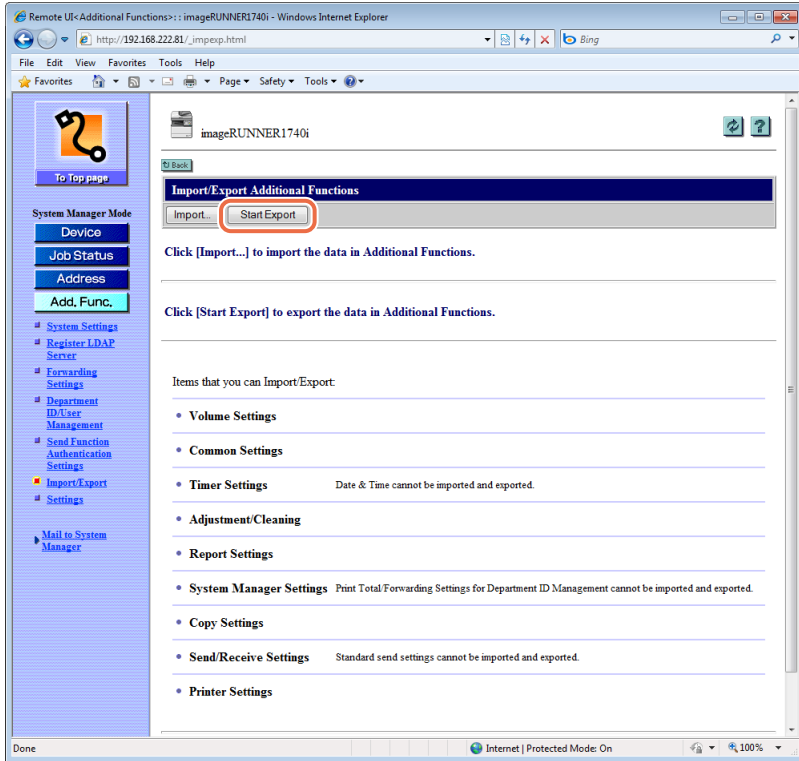 Remote UI<Additional Functions>: : imageRUNNER1740i - Windows Internet Explorer
http://192.168.222.81/_impexp.html
Bing
File Edit View Favorites Tools Help
Favorites Page Safety Tools
imageRUNNER1740i
To Top page
Back
Import/Export Additional Functions
Import... Start Export
System Manager Mode
Device
Job Status
Address
Add. Func.
System Settings
Register LDAP
Server
Forwarding
Settings
Department
ID/User
Management
Send Function
Authentication
Settings
Import/Export
Settings
Mail to System
Manager
Click [Import...] to import the data in Additional Functions.
Click [Start Export] to export the data in Additional Functions.
Items that you can Import/Export:
Volume Settings
Common Settings
Timer Settings Date & Time cannot be imported and exported.
Adjustment/Cleaning
Report Settings
System Manager Settings Print Total/Forwarding Settings for Department ID Management cannot be imported and exported.
Copy Settings
Send/Receive Settings Standard send settings cannot be imported and exported.
Printer Settings
Done Internet | Protected Mode: On 100%